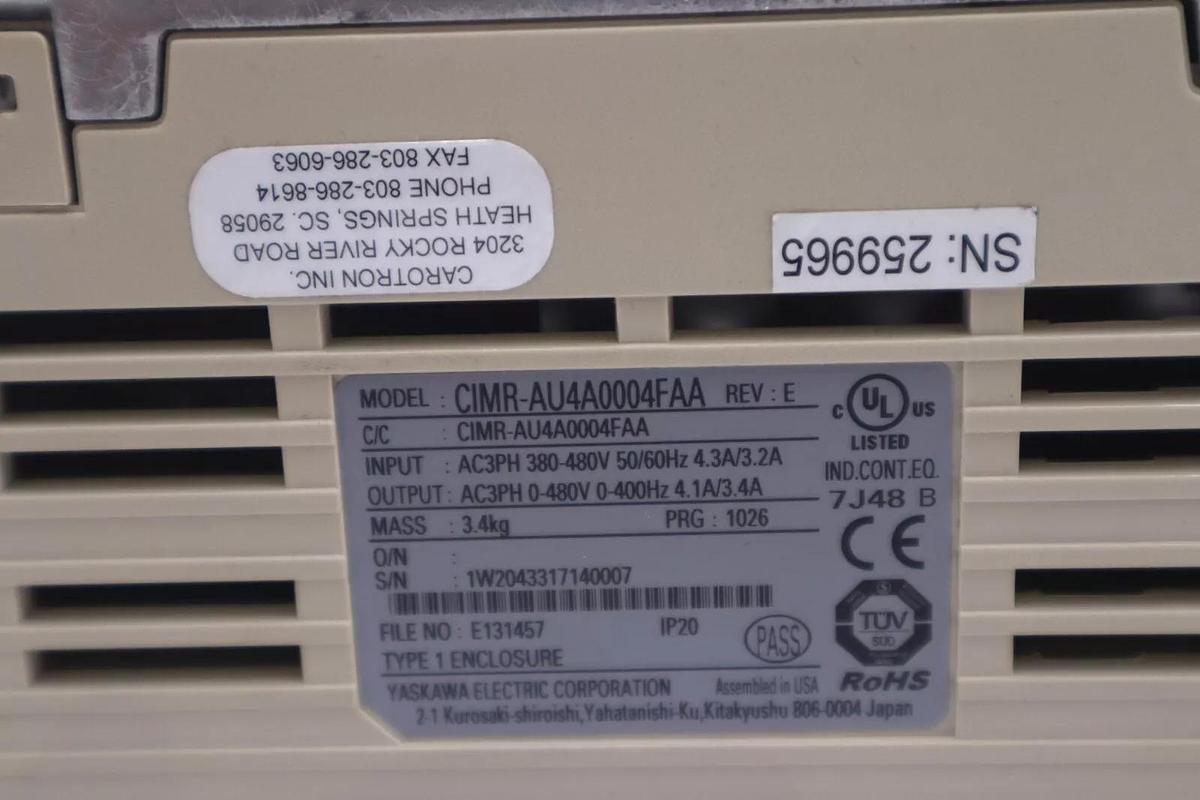 CAROTRON INC.
3204 ROCKY RIVER ROAD
HEATH SPRINGS, SC. 29058
PHONE 803-286-8614
FAX 803-286-6063
SN: 259965
MODEL : CIMR-AU4A0004FAA REV : E
C/C : CIMR-AU4A0004FAA
INPUT : AC3PH 380-480V 50/60Hz 4.3A/3.2A
OUTPUT : AC3PH 0-480V 0-400Hz 4.1A/3.4A
MASS : 3.4kg PRG : 1026
O/N :
S/N : 1W2043317140007
FILE NO : E131457 IP20
TYPE 1 ENCLOSURE
PASS
YASKAWA ELECTRIC CORPORATION Assembled in USA
2-1 Kurosaki-shiroishi,Yahatanishi-Ku,Kitakyushu 806-0004 Japan
C UL US
LISTED
IND.CONT.EQ.
7J48 B
CE
TÜV
SÜD
RoHS